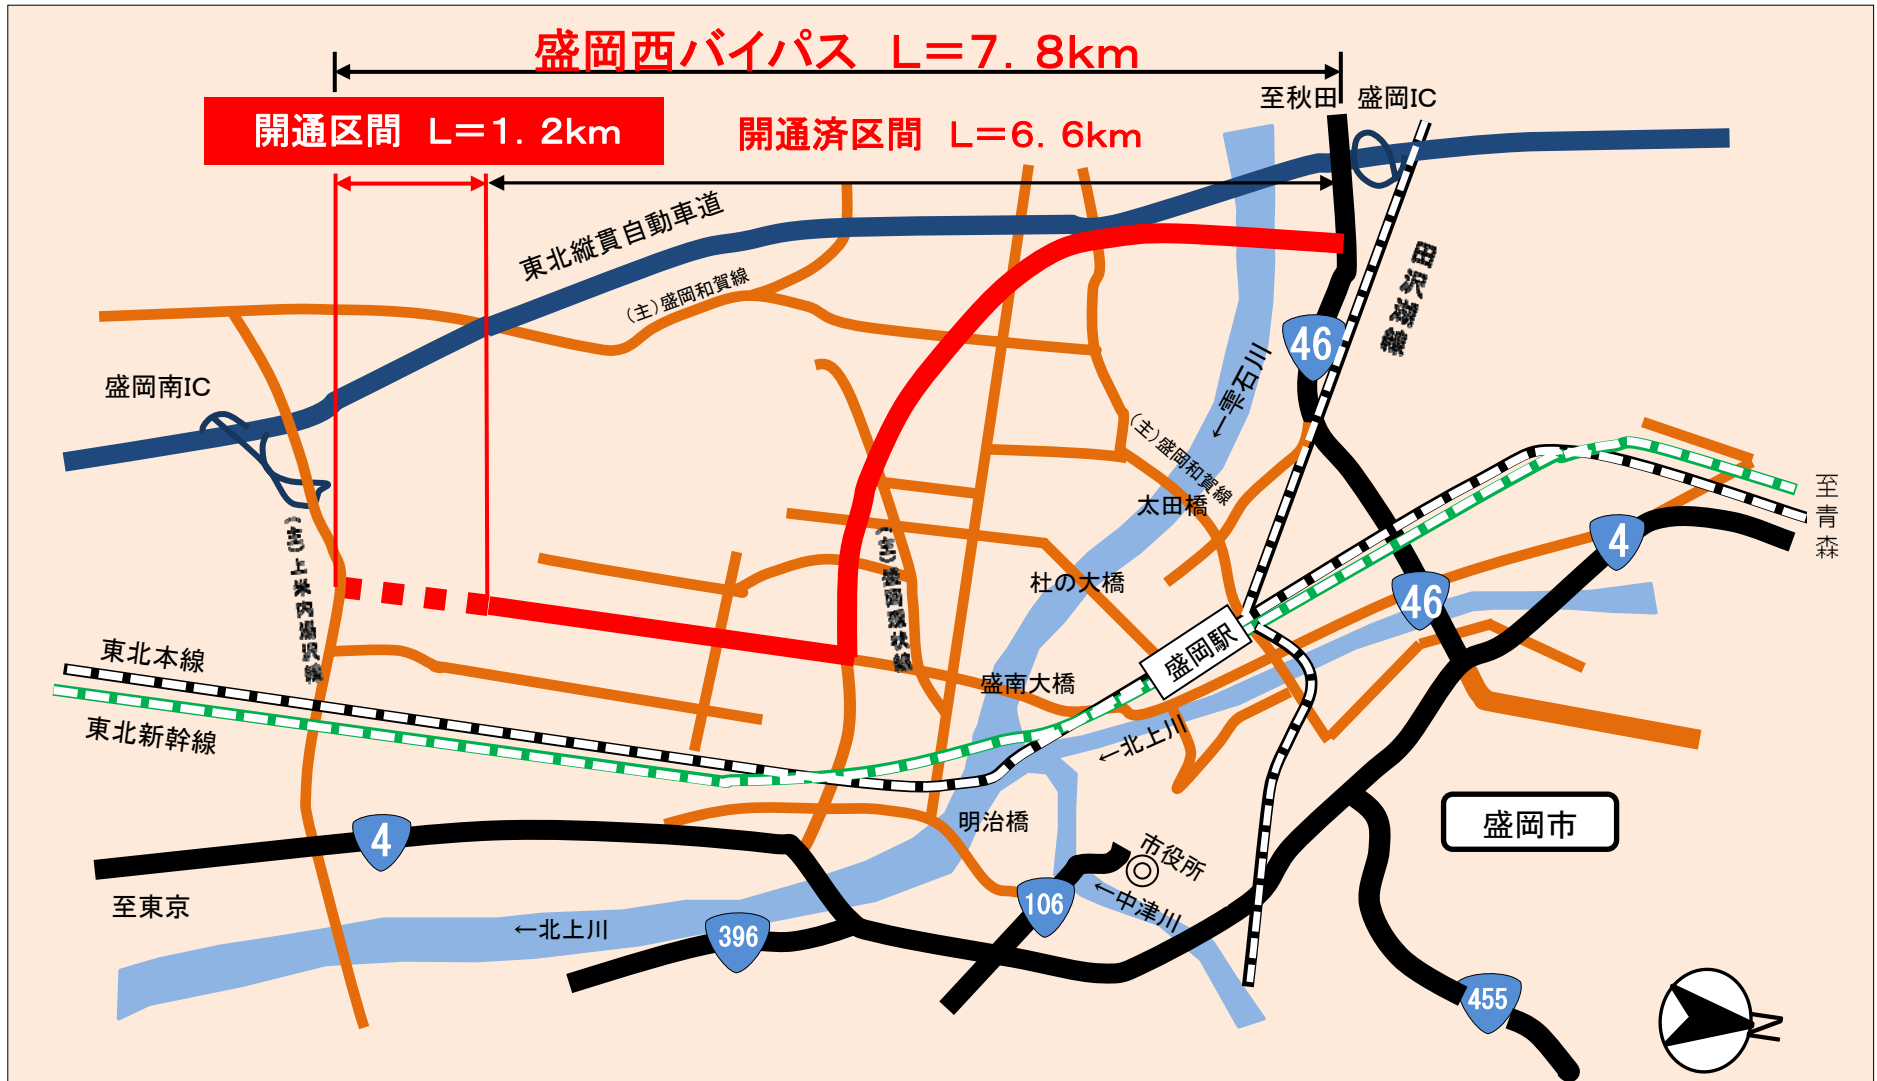 盛岡西バイパス L＝7．8km
開通区間 L＝1．2km
開通済区間 L＝6．6km
至秋田
盛岡IC
東北縦貫自動車道
(主)盛岡和賀線
田沢湖線
46
盛岡南IC
←雫石川
(主)盛岡和賀線
太田橋
至青森
4
(主)上米内湯沢線
(主)盛岡環状線
杜の大橋
46
盛岡駅
東北本線
盛南大橋
東北新幹線
←北上川
4
明治橋
盛岡市
市役所
至東京
106
←中津川
←北上川
396
455
N